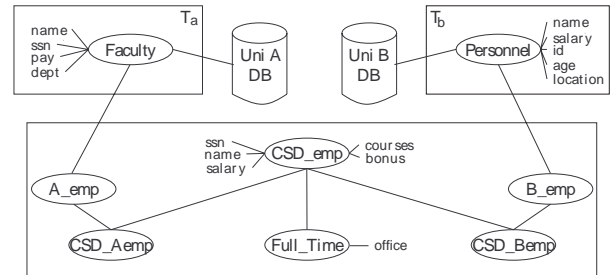 name
ssn
pay
dept
Faculty
Ta
Uni A
DB
Uni B
DB
Tb
Personnel
name
salary
id
age
location
ssn
name
salary
CSD_emp
courses
bonus
A_emp
B_emp
CSD_Aemp
Full_Time
office
CSD_Bemp